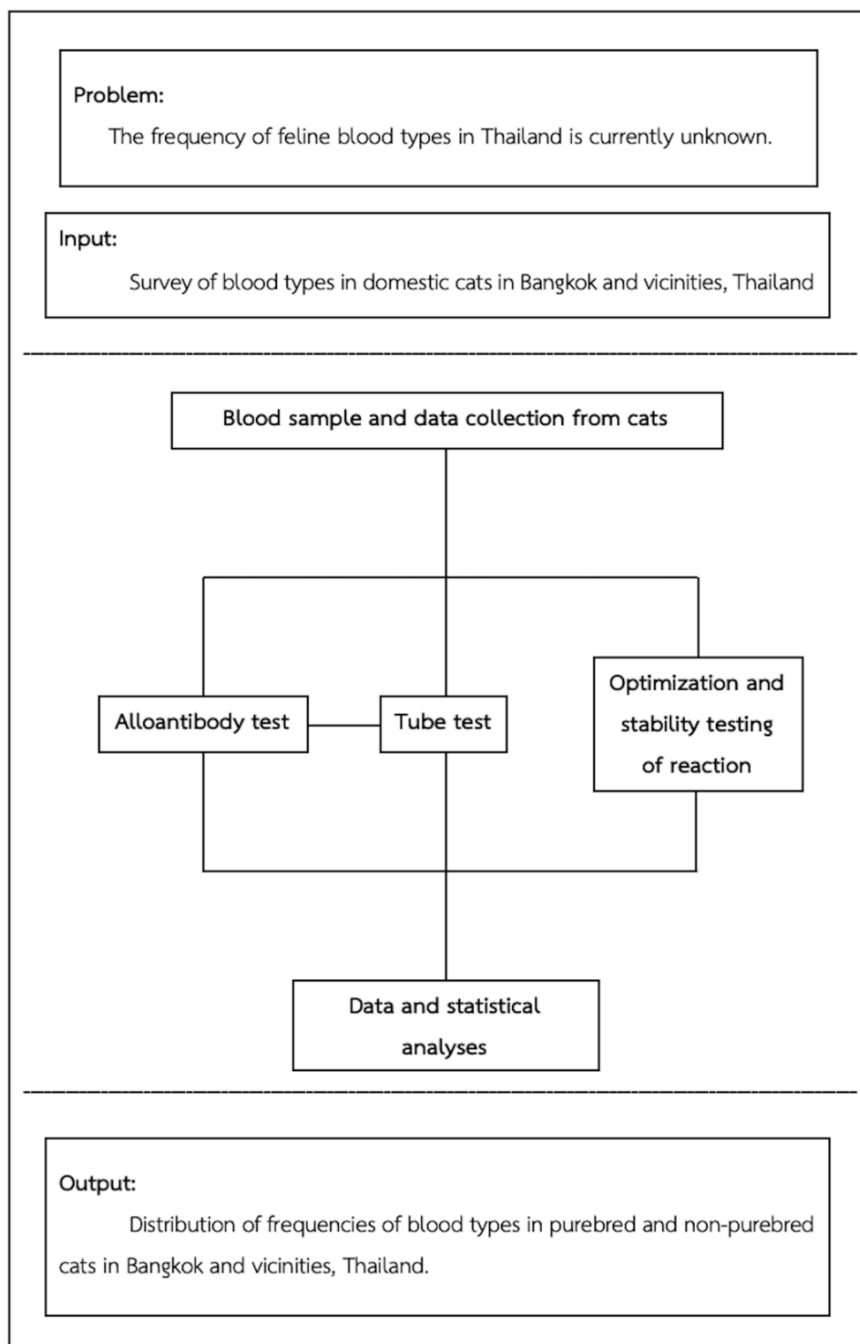 Problem:
The frequency of feline blood types in Thailand is currently unknown.
Input:
Survey of blood types in domestic cats in Bangkok and vicinities, Thailand
Blood sample and data collection from cats
Alloantibody test
Tube test
Optimization and
stability testing
of reaction
Data and statistical
analyses
Output:
Distribution of frequencies of blood types in purebred and non-purebred
cats in Bangkok and vicinities, Thailand.